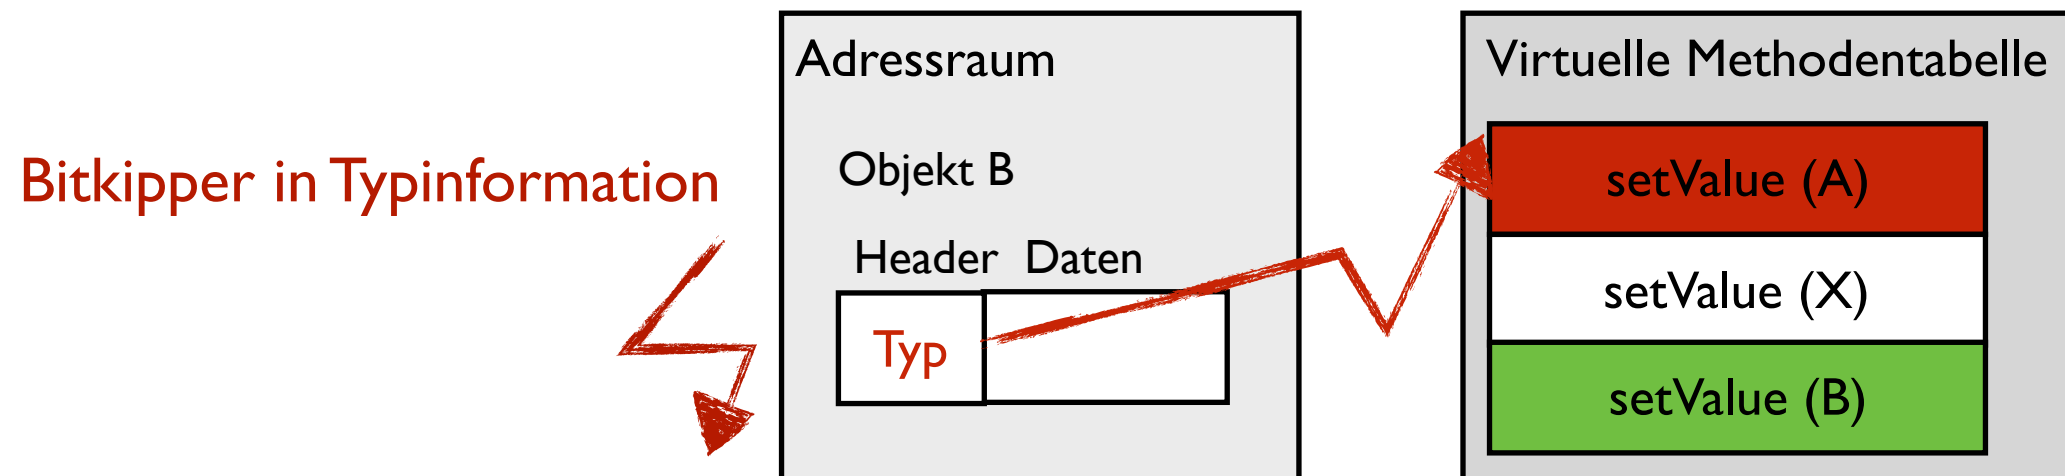 Bitkipper in Typinformation
Adressraum
Objekt B
Header Daten
Typ
Virtuelle Methodentabelle
setValue (A)
setValue (X)
setValue (B)